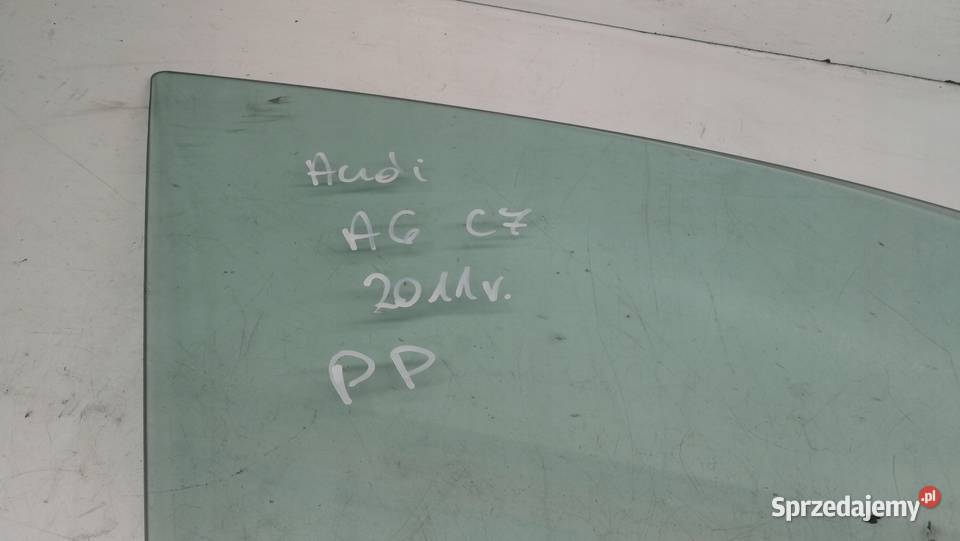 Audi
A6 C7
2011r.
PP
Sprzedajemy.pl